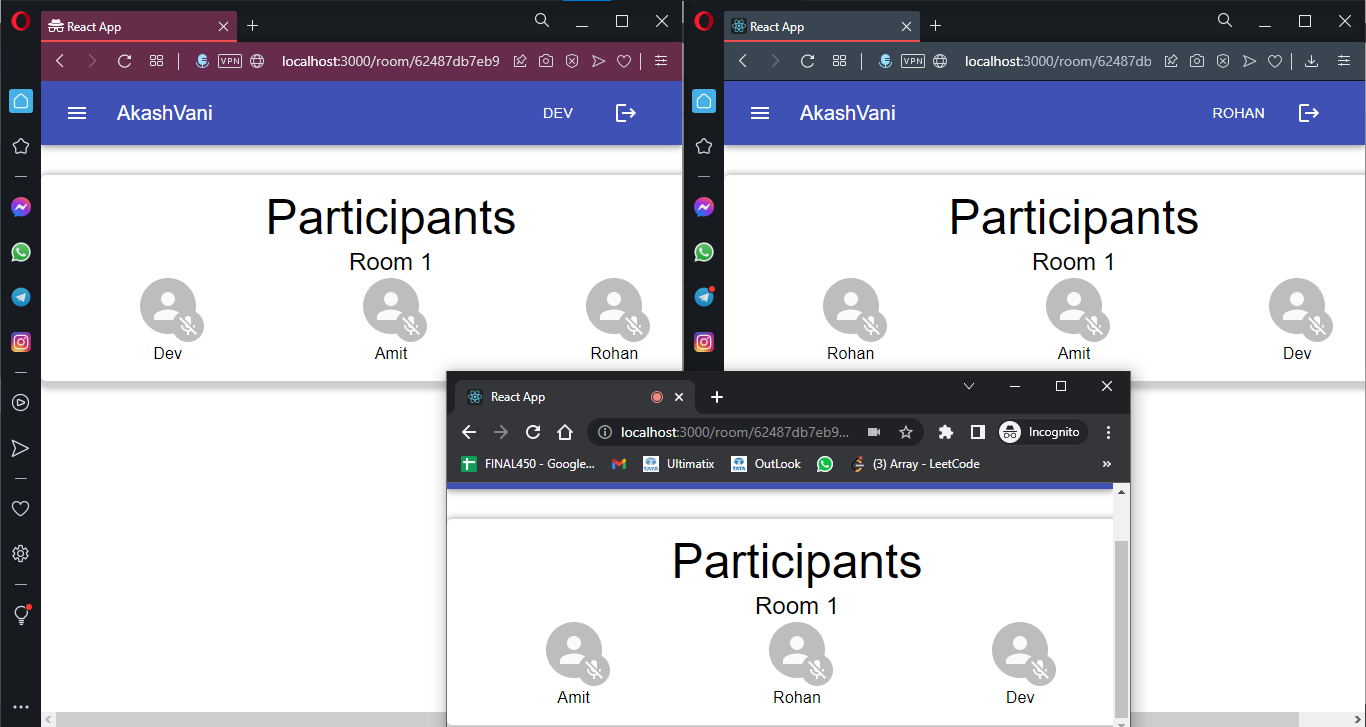 React App
VPN
localhost:3000/room/62487db7eb9
AkashVani
DEV
Participants
Room 1
Dev
Amit
Rohan
React App
VPN
localhost:3000/room/62487db
AkashVani
ROHAN
Participants
Room 1
Rohan
Amit
Dev
React App
localhost:3000/room/62487db7eb9...
Incognito
FINAL450 - Google...
TATA
Ultimatix
TATA
OutLook
(3) Array - LeetCode
»
Participants
Room 1
Amit
Rohan
Dev